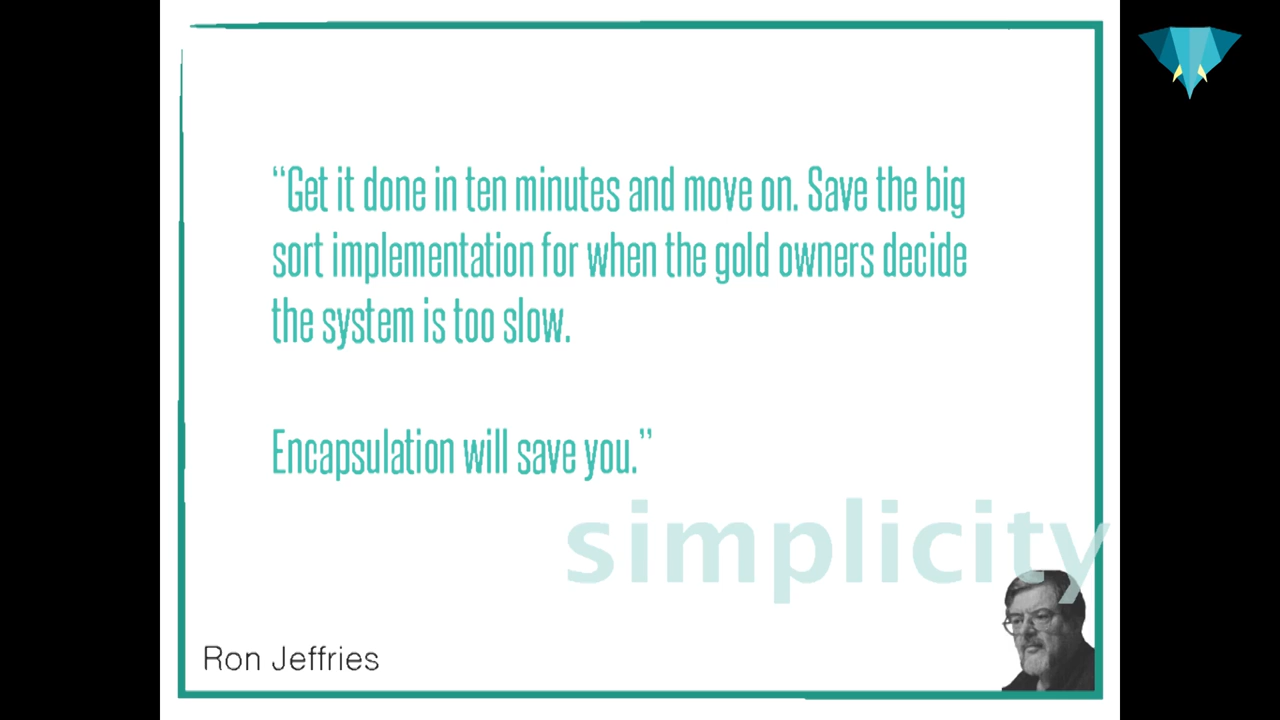 “Get it done in ten minutes and move on. Save the big
sort implementation for when the gold owners decide
the system is too slow.
Encapsulation will save you.”
simplicity
Ron Jeffries